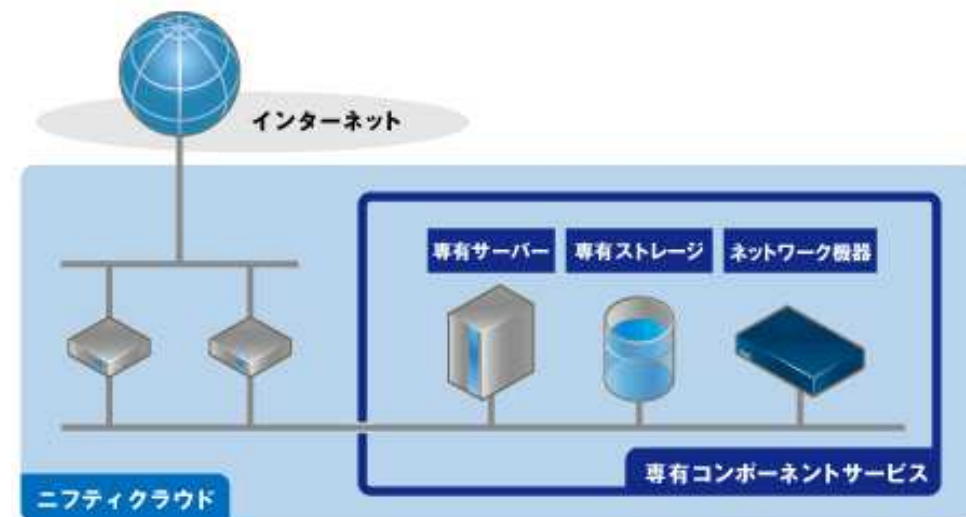 インターネット
専有サーバー
専有ストレージ
ネットワーク機器
専有コンポーネントサービス
ニフティクラウド